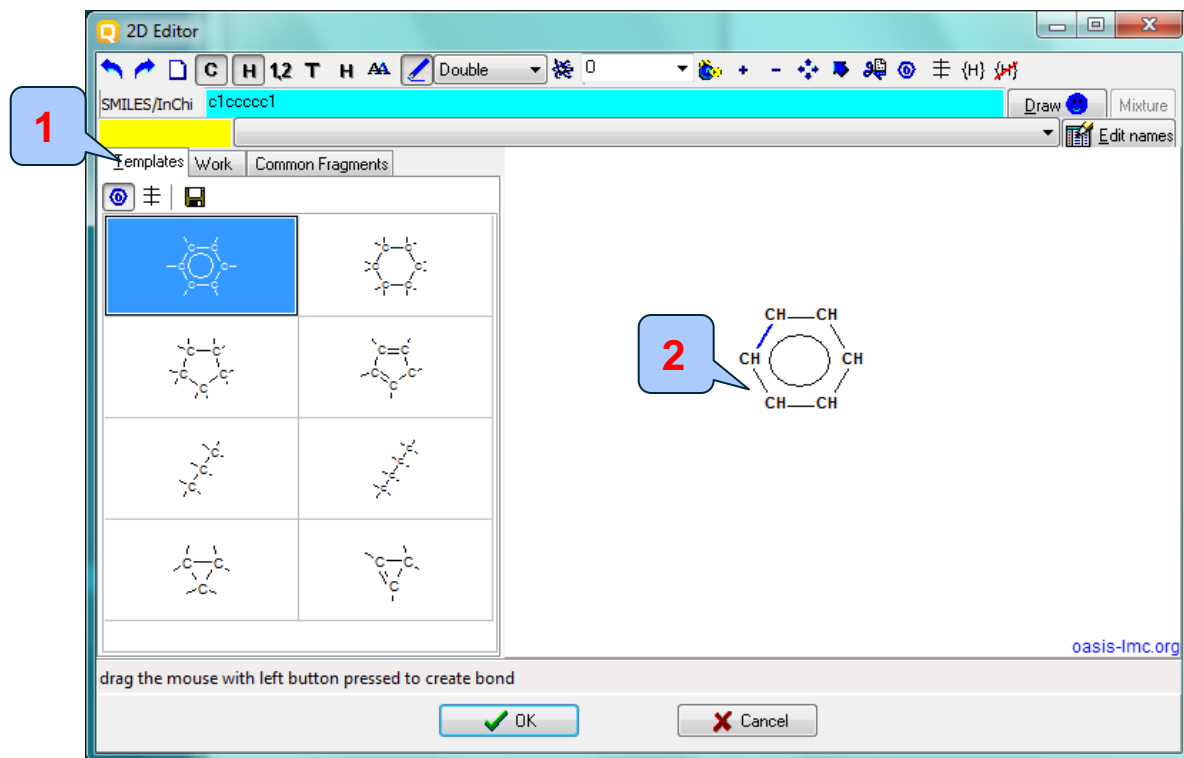 2D Editor
C H 1,2 T H AA Double 0 + - {H} {H}
SMILES/InChi c1ccccc1 Draw Mixture
1
Edit names
Templates Work Common Fragments
C C C C C C
C C C C C C
C C C C C
C C C C C
C C C
C C C C
C C C
C C C
CH CH
2
CH CH
CH CH
oasis-lmc.org
drag the mouse with left button pressed to create bond
OK Cancel